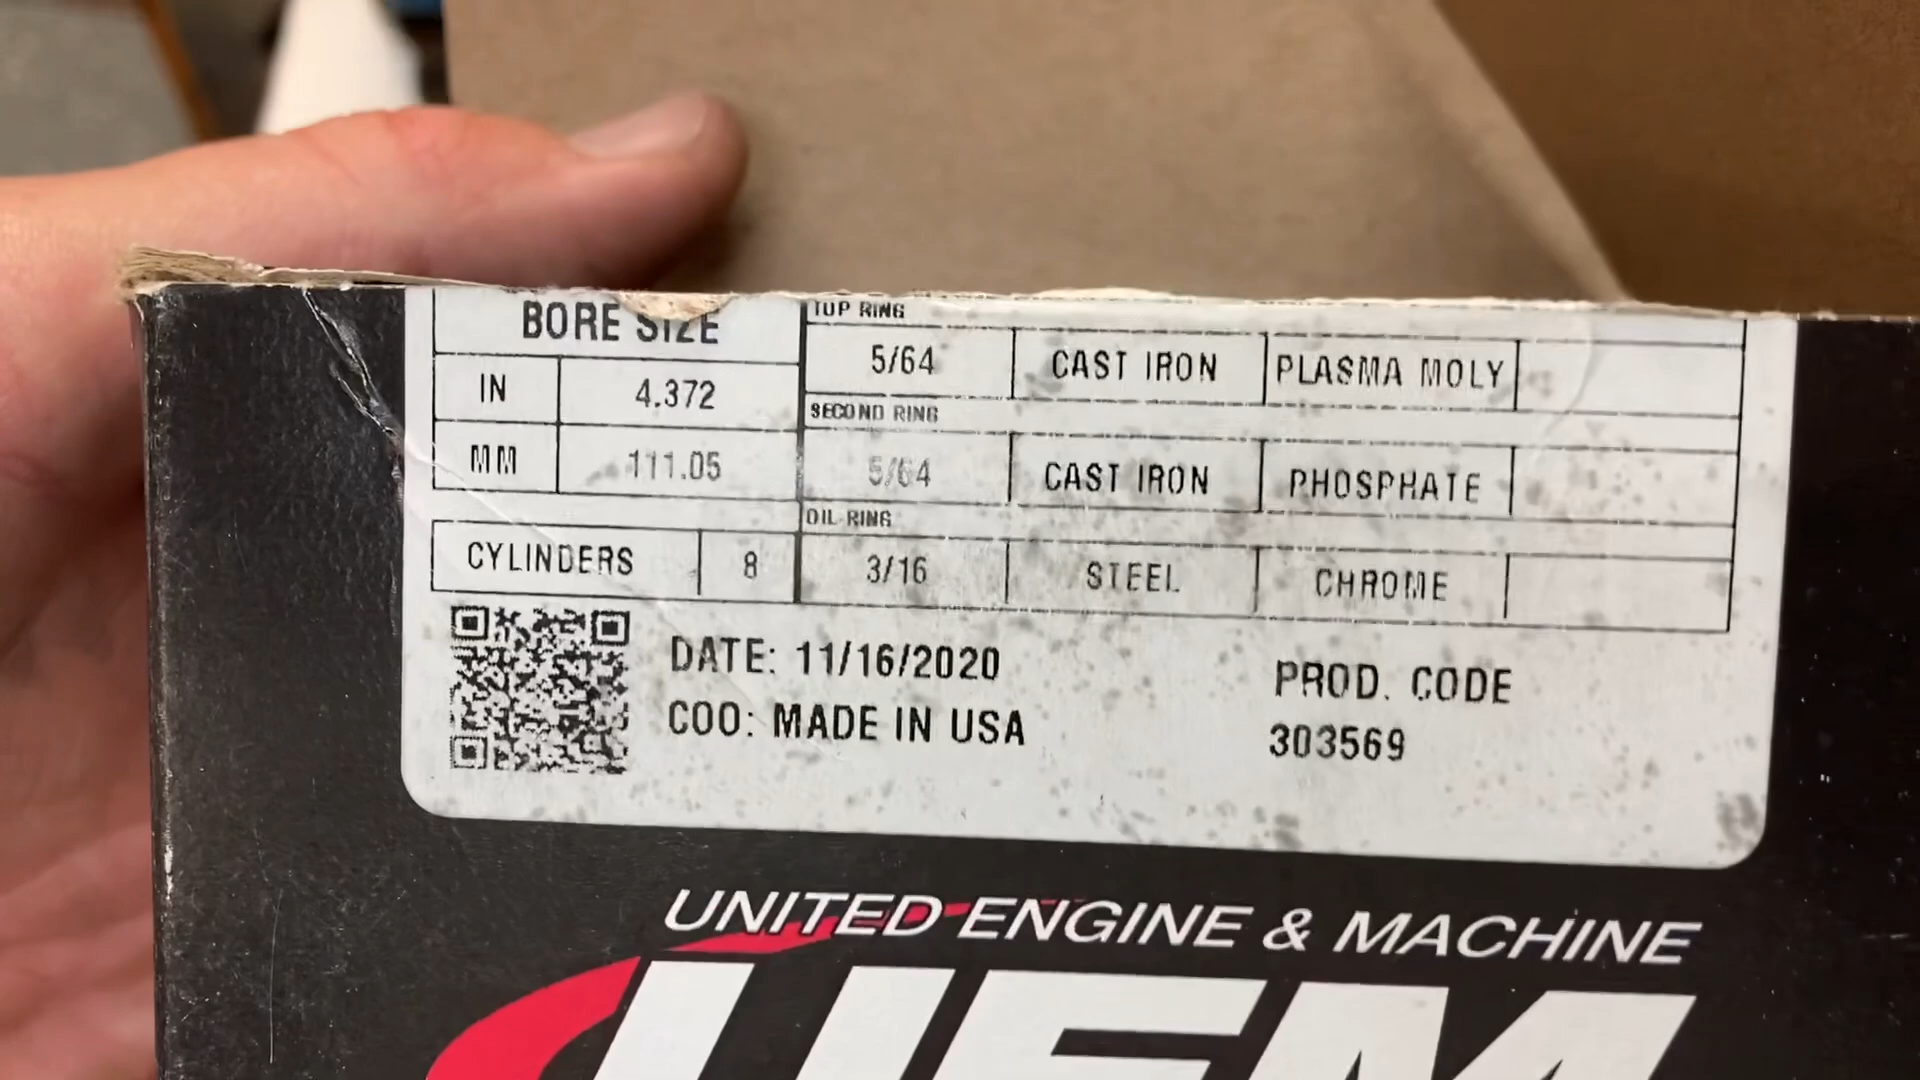 BORE SIZE
IN 4.372
MM 111.05
CYLINDERS 8
TOP RING
5/64 CAST IRON PLASMA MOLY
SECOND RING
5/64 CAST IRON PHOSPHATE
OIL RING
3/16 STEEL CHROME
DATE: 11/16/2020
COO: MADE IN USA
PROD. CODE
303569
UNITED ENGINE & MACHINE
UEM